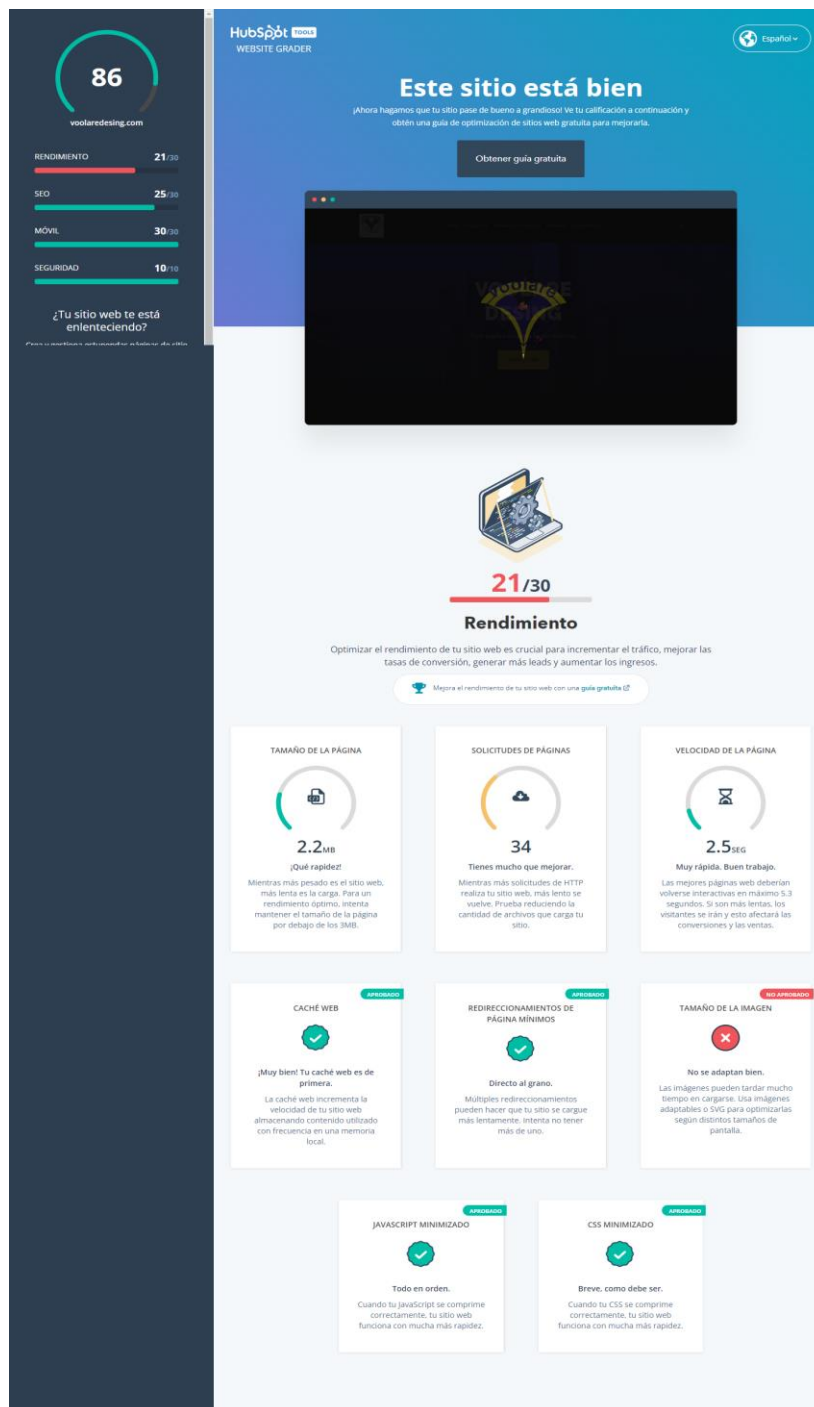 86
voolaredesing.com
RENDIMIENTO 21/30
SEO 25/30
MÓVIL 30/30
SEGURIDAD 10/10
¿Tu sitio web te está
enlenteciendo?
HubSpot TOOLS
WEBSITE GRADER
Español
Este sitio está bien
¡Ahora hagamos que tu sitio pase de bueno a grandioso! Ve tu calificación a continuación y
obtén una guía de optimización de sitios web gratuita para mejorarla.
Obtener guía gratuita
Voolara
DESING
21/30
Rendimiento
Optimizar el rendimiento de tu sitio web es crucial para incrementar el tráfico, mejorar las
tasas de conversión, generar más leads y aumentar los ingresos.
Mejora el rendimiento de tu sitio web con una guía gratuita
TAMAÑO DE LA PÁGINA
2.2MB
¡Qué rapidez!
Mientras más pesado es el sitio web,
más lenta es la carga. Para un
rendimiento óptimo, intenta
mantener el tamaño de la página
por debajo de los 3MB.
SOLICITUDES DE PÁGINAS
34
Tienes mucho que mejorar.
Mientras más solicitudes de HTTP
realiza tu sitio web, más lento se
vuelve. Prueba reduciendo la
cantidad de archivos que carga tu
sitio.
VELOCIDAD DE LA PÁGINA
2.5SEG
Muy rápida. Buen trabajo.
Las mejores páginas web deberían
volverse interactivas en máximo 5.3
segundos. Si son más lentas, los
visitantes se irán y esto afectará las
conversiones y las ventas.
APROBADO
CACHÉ WEB
¡Muy bien! Tu caché web es de
primera.
La caché web incrementa la
velocidad de tu sitio web
almacenando contenido utilizado
con frecuencia en una memoria
local.
APROBADO
REDIRECCIONAMIENTOS DE
PÁGINA MÍNIMOS
Directo al grano.
Múltiples redireccionamientos
pueden hacer que tu sitio se cargue
más lentamente. Intenta no tener
más de uno.
NO APROBADO
TAMAÑO DE LA IMAGEN
No se adaptan bien.
Las imágenes pueden tardar mucho
tiempo en cargarse. Usa imágenes
adaptables o SVG para optimizarlas
según distintos tamaños de
pantalla.
APROBADO
JAVASCRIPT MINIMIZADO
Todo en orden.
Cuando tu JavaScript se comprime
correctamente, tu sitio web
funciona con mucha más rapidez.
APROBADO
CSS MINIMIZADO
Breve, como debe ser.
Cuando tu CSS se comprime
correctamente, tu sitio web
funciona con mucha más rapidez.